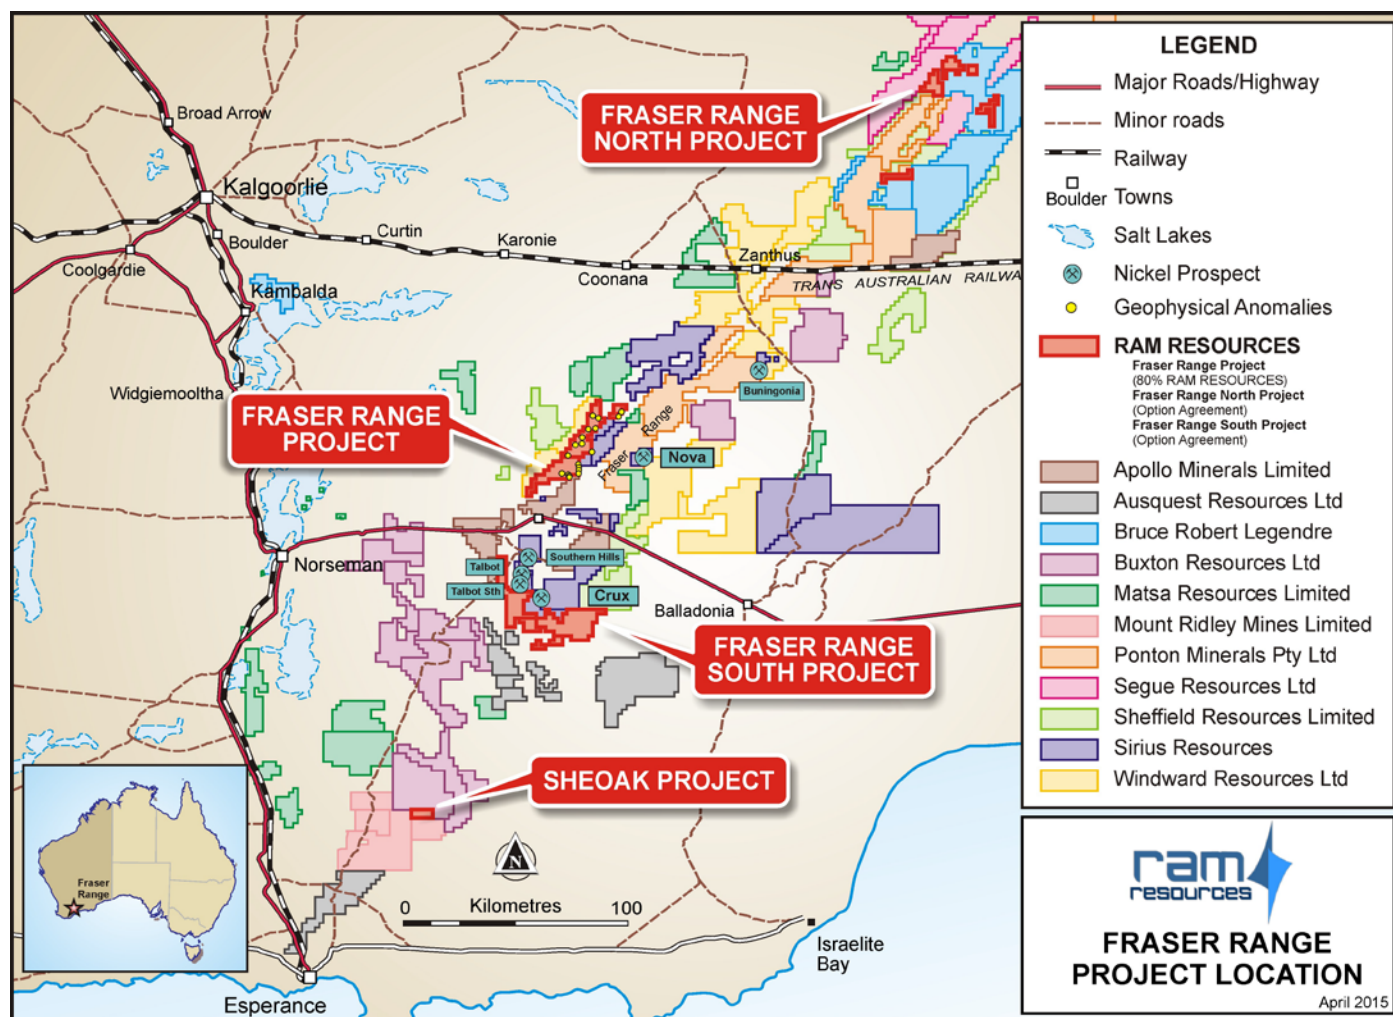 FRASER RANGE
NORTH PROJECT
Broad Arrow
Kalgoorlie
Boulder
Curtin
Karonie
Coonana
Zanthus
TRANS AUSTRALIAN RAILWA
Coolgardie
Kambalda
Widgiemooltha
FRASER RANGE
PROJECT
Buningonia
Fraser Range
Nova
Norseman
Southern Hills
Talbot
Talbot Sth
Crux
Balladonia
FRASER RANGE
SOUTH PROJECT
SHEOAK PROJECT
N
0 Kilometres 100
Israelite
Bay
Esperance
Fraser
Range
LEGEND
Major Roads/Highway
Minor roads
Railway
Boulder Towns
Salt Lakes
Nickel Prospect
Geophysical Anomalies
RAM RESOURCES
Fraser Range Project
(80% RAM RESOURCES)
Fraser Range North Project
(Option Agreement)
Fraser Range South Project
(Option Agreement)
Apollo Minerals Limited
Ausquest Resources Ltd
Bruce Robert Legendre
Buxton Resources Ltd
Matsa Resources Limited
Mount Ridley Mines Limited
Ponton Minerals Pty Ltd
Segue Resources Ltd
Sheffield Resources Limited
Sirius Resources
Windward Resources Ltd
ram
resources
FRASER RANGE
PROJECT LOCATION
April 2015